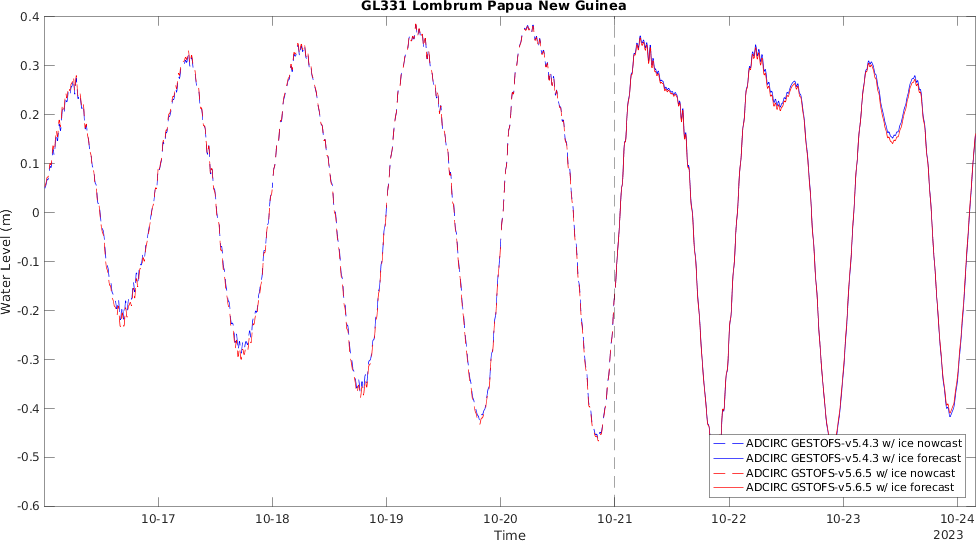 GL331 Lombrum Papua New Guinea
0.4
0.3
0.2
0.1
0
-0.1
-0.2
-0.3
-0.4
-0.5
-0.6
Water Level (m)
ADCIRC GESTOFS-v5.4.3 w/ ice nowcast
ADCIRC GESTOFS-v5.4.3 w/ ice forecast
ADCIRC GSTOFS-v5.6.5 w/ ice nowcast
ADCIRC GSTOFS-v5.6.5 w/ ice forecast
10-17 10-18 10-19 10-20 10-21 10-22 10-23 10-24
Time
2023